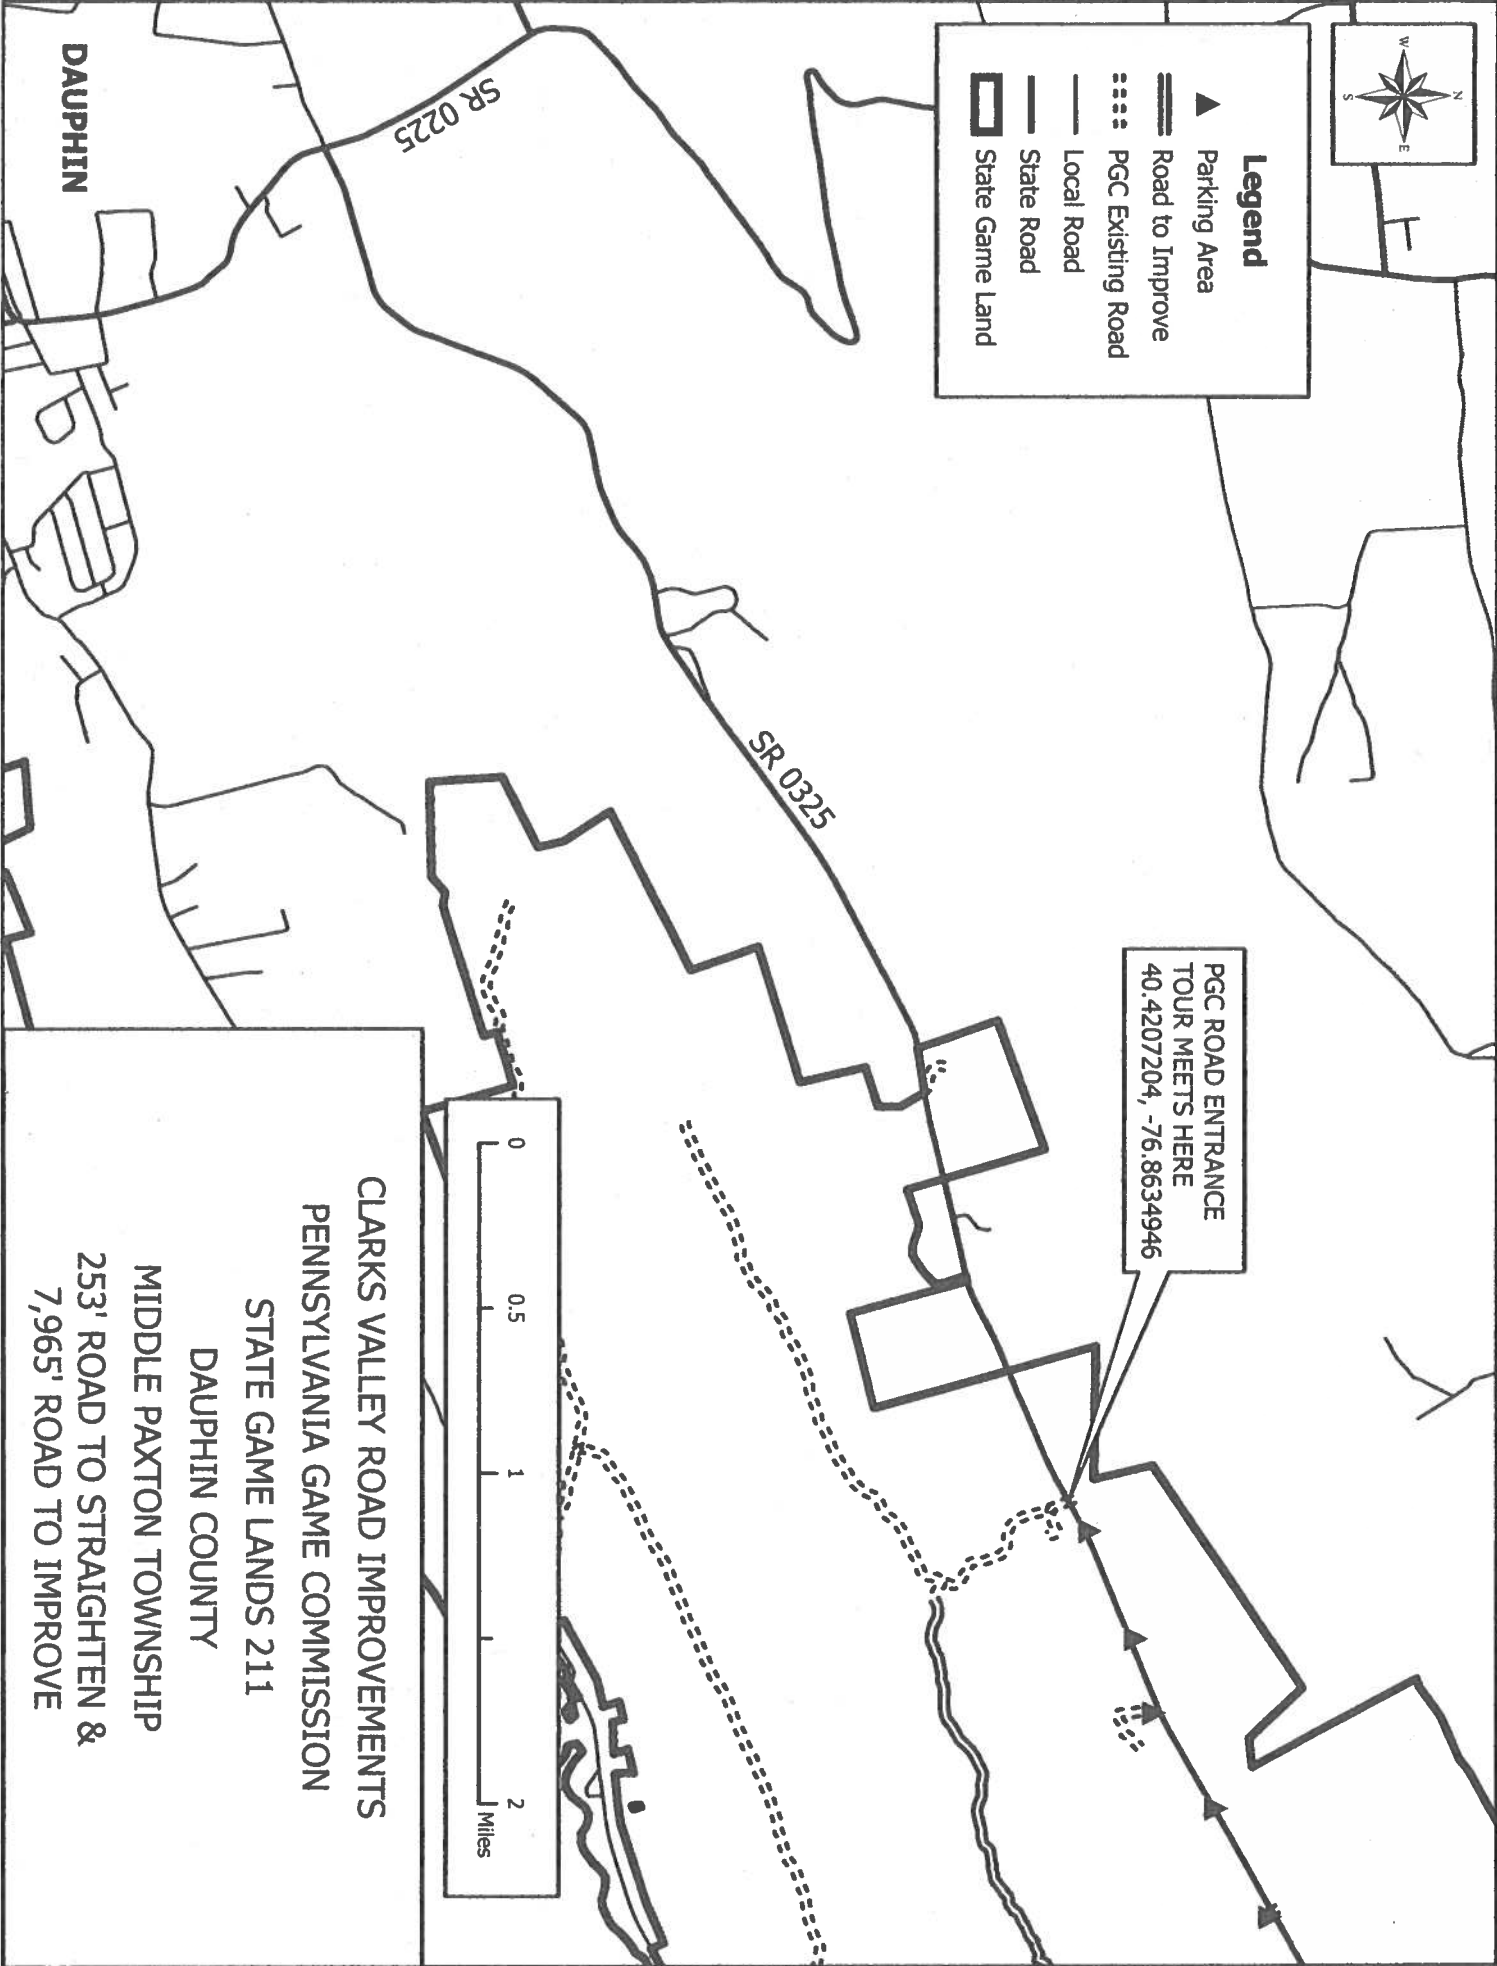 N
W
E
S
Legend
Parking Area
Road to Improve
PGC Existing Road
Local Road
State Road
State Game Land
SR 0225
DAUPHIN
SR 0325
PGC ROAD ENTRANCE
TOUR MEETS HERE
40.4207204, -76.8634946
0
0.5
1
2
Miles
CLARKS VALLEY ROAD IMPROVEMENTS
PENNSYLVANIA GAME COMMISSION
STATE GAME LANDS 211
DAUPHIN COUNTY
MIDDLE PAXTON TOWNSHIP
253' ROAD TO STRAIGHTEN &
7,965' ROAD TO IMPROVE